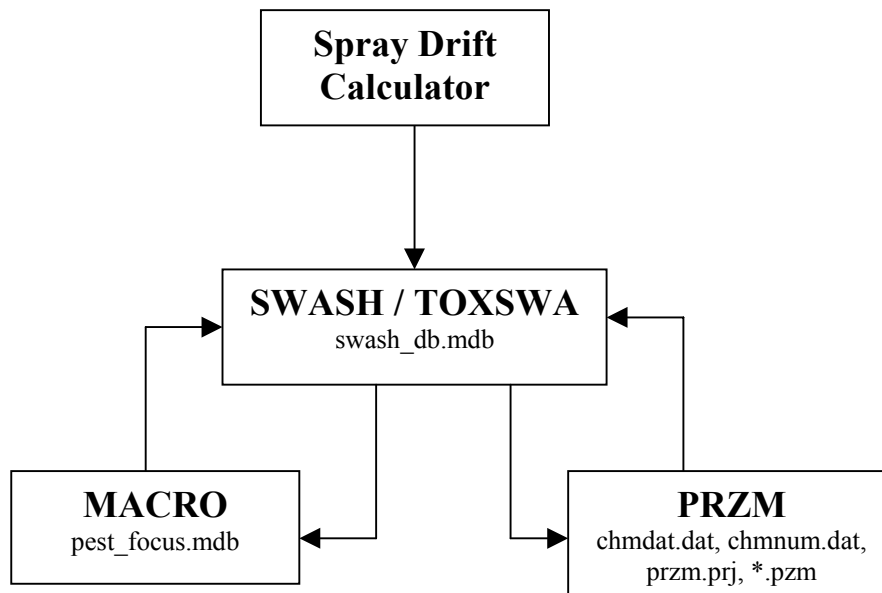 Spray Drift
Calculator
SWASH / TOXSWA
swash_db.mdb
MACRO
pest_focus.mdb
PRZM
chmdat.dat, chmnum.dat,
przm.prj, *.pzm